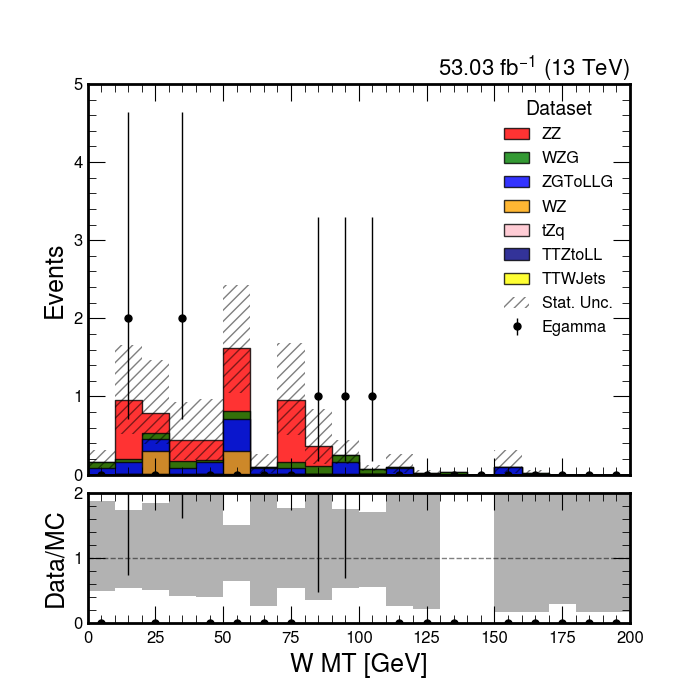 53.03 fb⁻¹ (13 TeV)
5
4
3
2
1
0
Events
Dataset
ZZ
WZG
ZGToLLG
WZ
tZq
TTZtoLL
TTWJets
Stat. Unc.
Egamma
2
1
0
Data/MC
0 25 50 75 100 125 150 175 200
W MT [GeV]